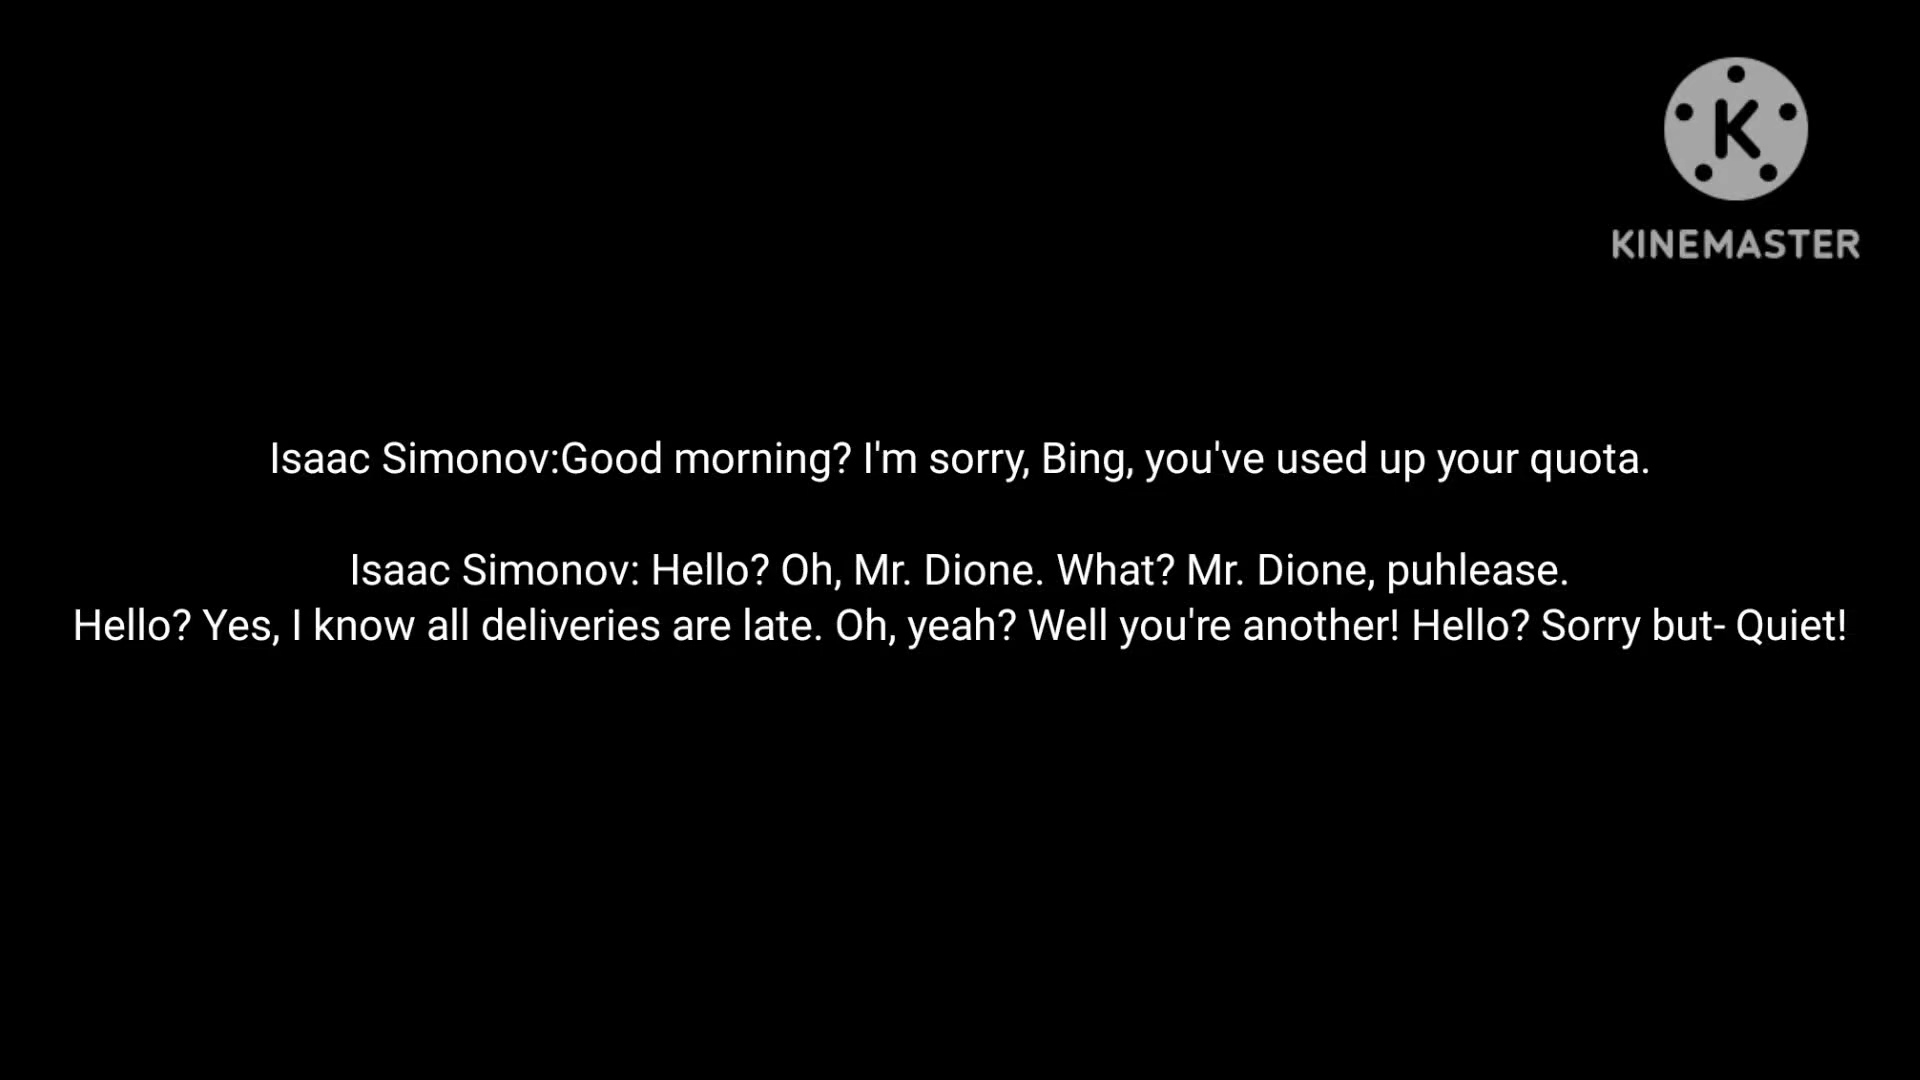 K
KINEMASTER
Isaac Simonov:Good morning? I'm sorry, Bing, you've used up your quota.
Isaac Simonov: Hello? Oh, Mr. Dione. What? Mr. Dione, puhlease.
Hello? Yes, I know all deliveries are late. Oh, yeah? Well you're another! Hello? Sorry but- Quiet!